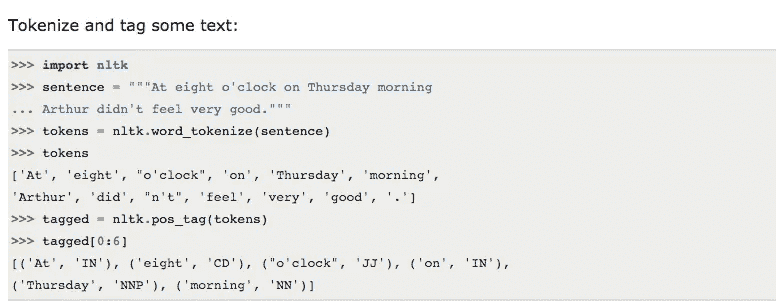 Tokenize and tag some text:
>>> import nltk
>>> sentence = """At eight o'clock on Thursday morning
... Arthur didn't feel very good."""
>>> tokens = nltk.word_tokenize(sentence)
>>> tokens
['At', 'eight', "o'clock", 'on', 'Thursday', 'morning',
'Arthur', 'did', "n't", 'feel', 'very', 'good', '.']
>>> tagged = nltk.pos_tag(tokens)
>>> tagged[0:6]
[('At', 'IN'), ('eight', 'CD'), ("o'clock", 'JJ'), ('on', 'IN'),
('Thursday', 'NNP'), ('morning', 'NN')]